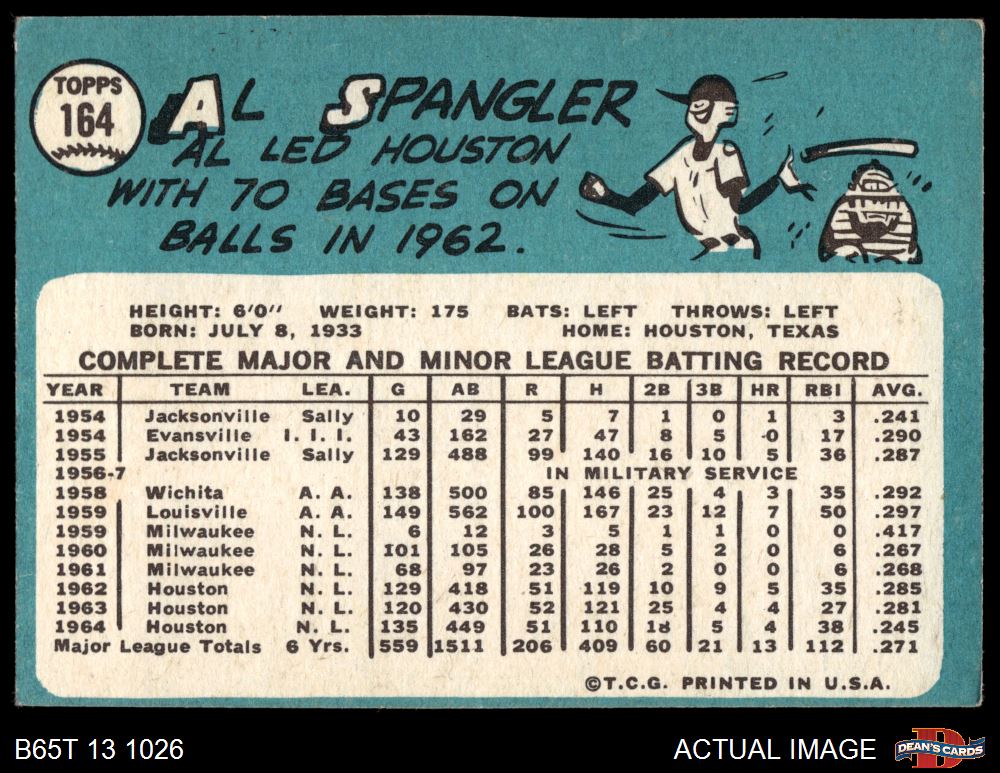 TOPPS
164
AL SPANGLER
AL LED HOUSTON
WITH 70 BASES ON
BALLS IN 1962.
HEIGHT: 6'0" WEIGHT: 175 BATS: LEFT THROWS: LEFT
BORN: JULY 8, 1933 HOME: HOUSTON, TEXAS
COMPLETE MAJOR AND MINOR LEAGUE BATTING RECORD
YEAR TEAM LEA. G AB R H 2B 3B HR RBI AVG.
1954 Jacksonville Sally 10 29 5 7 1 0 1 3 .241
1954 Evansville I. I. I. 43 162 27 47 8 5 0 17 .290
1955 Jacksonville Sally 129 488 99 140 16 10 5 36 .287
1956-7 IN MILITARY SERVICE
1958 Wichita A. A. 138 500 85 146 25 4 3 35 .292
1959 Louisville A. A. 149 562 100 167 23 12 7 50 .297
1959 Milwaukee N. L. 6 12 3 5 1 1 0 0 .417
1960 Milwaukee N. L. 101 105 26 28 5 2 0 6 .267
1961 Milwaukee N. L. 68 97 23 26 2 0 0 6 .268
1962 Houston N. L. 129 418 51 119 10 9 5 35 .285
1963 Houston N. L. 120 430 52 121 25 4 4 27 .281
1964 Houston N. L. 135 449 51 110 18 5 4 38 .245
Major League Totals 6 Yrs. 559 1511 206 409 60 21 13 112 .271
©T.C.G. PRINTED IN U.S.A.
B65T 13 1026
ACTUAL IMAGE
DEAN'S CARDS